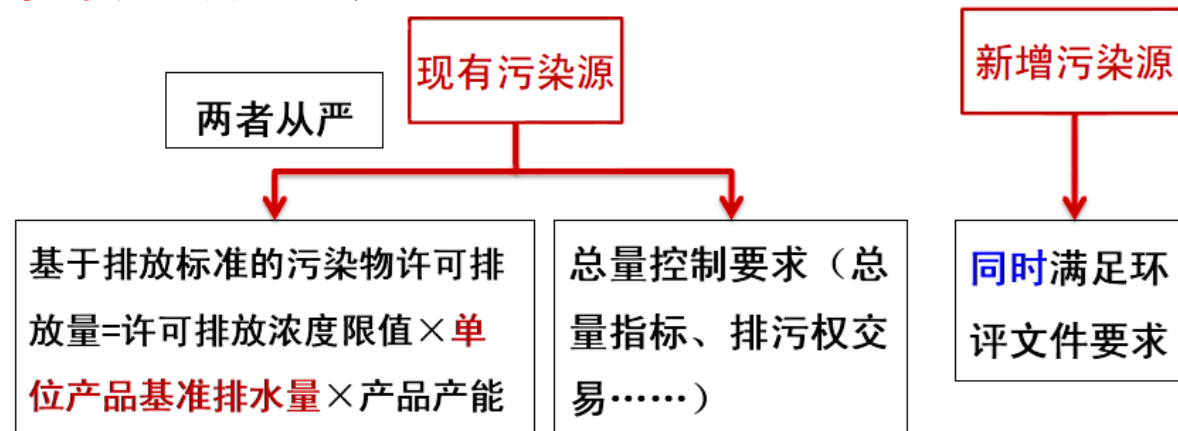 现有污染源
新增污染源
两者从严
基于排放标准的污染物许可排
放量=许可排放浓度限值×单
位产品基准排水量×产品产能
总量控制要求（总
量指标、排污权交
易……）
同时满足环
评文件要求